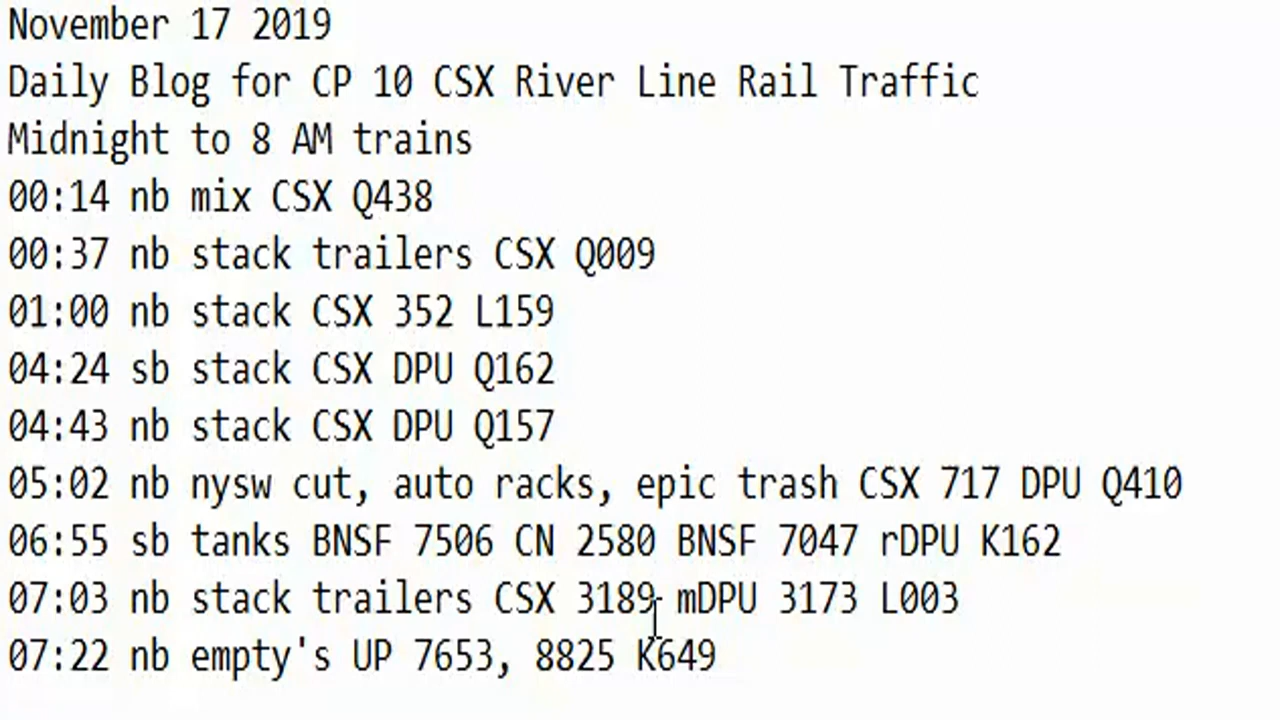 November 17 2019
Daily Blog for CP 10 CSX River Line Rail Traffic
Midnight to 8 AM trains
00:14 nb mix CSX Q438
00:37 nb stack trailers CSX Q009
01:00 nb stack CSX 352 L159
04:24 sb stack CSX DPU Q162
04:43 nb stack CSX DPU Q157
05:02 nb nysw cut, auto racks, epic trash CSX 717 DPU Q410
06:55 sb tanks BNSF 7506 CN 2580 BNSF 7047 rDPU K162
07:03 nb stack trailers CSX 3189 mDPU 3173 L003
07:22 nb empty's UP 7653, 8825 K649